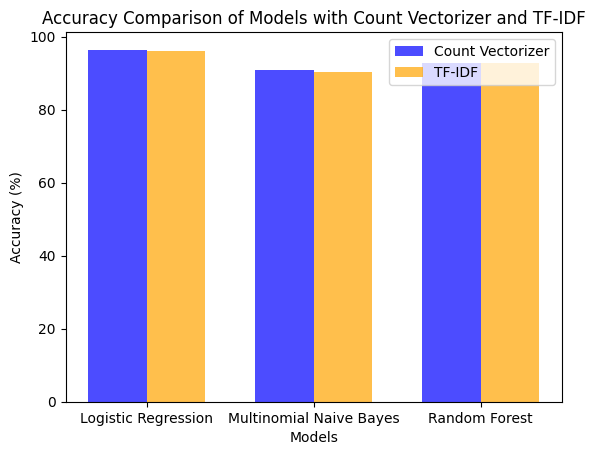 Accuracy Comparison of Models with Count Vectorizer and TF-IDF
Count Vectorizer
TF-IDF
100
80
60
40
20
0
Accuracy (%)
Logistic Regression
Multinomial Naive Bayes
Random Forest
Models